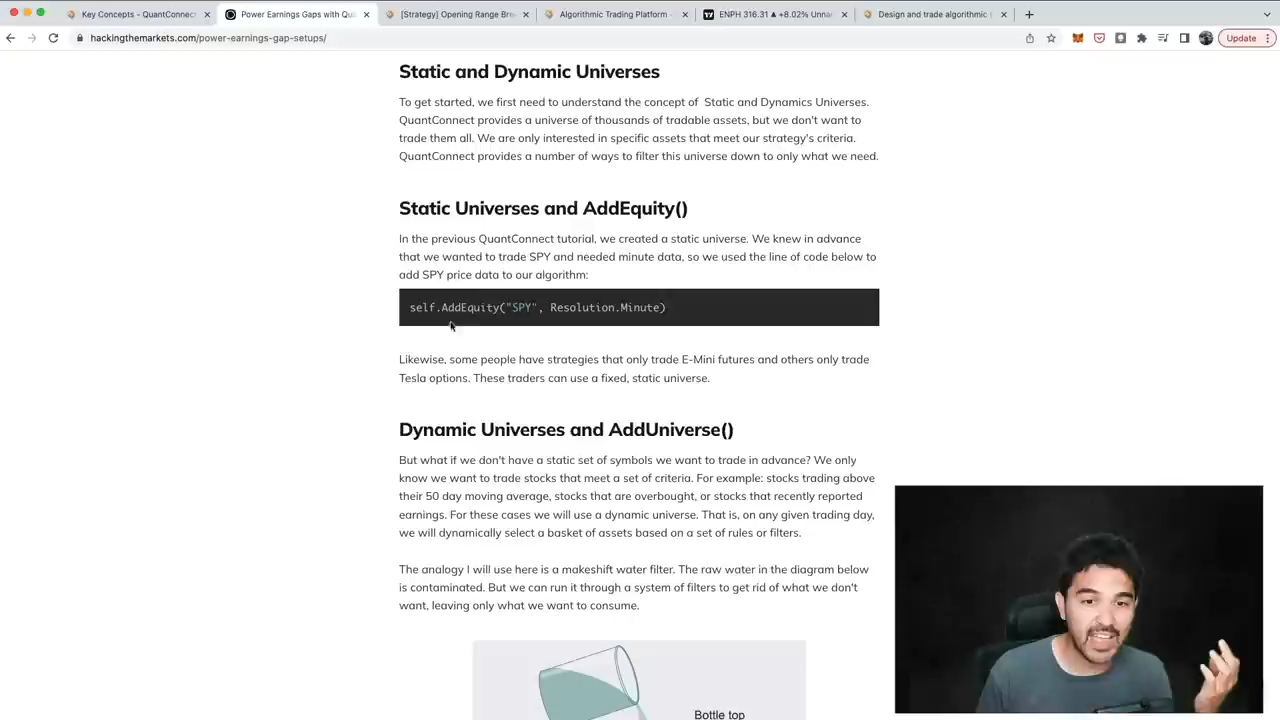 Key Concepts - QuantConnect
Power Earnings Gaps with Qu
[Strategy] Opening Range Bre
Algorithmic Trading Platform -
ENPH 316.31 ▲ +8.02% Unna
Design and trade algorithmic t
hackingthemarkets.com/power-earnings-gap-setups/
Update
Static and Dynamic Universes
To get started, we first need to understand the concept of Static and Dynamics Universes.
QuantConnect provides a universe of thousands of tradable assets, but we don't want to
trade them all. We are only interested in specific assets that meet our strategy's criteria.
QuantConnect provides a number of ways to filter this universe down to only what we need.
Static Universes and AddEquity()
In the previous QuantConnect tutorial, we created a static universe. We knew in advance
that we wanted to trade SPY and needed minute data, so we used the line of code below to
add SPY price data to our algorithm:
self.AddEquity("SPY", Resolution.Minute)
Likewise, some people have strategies that only trade E-Mini futures and others only trade
Tesla options. These traders can use a fixed, static universe.
Dynamic Universes and AddUniverse()
But what if we don't have a static set of symbols we want to trade in advance? We only
know we want to trade stocks that meet a set of criteria. For example: stocks trading above
their 50 day moving average, stocks that are overbought, or stocks that recently reported
earnings. For these cases we will use a dynamic universe. That is, on any given trading day,
we will dynamically select a basket of assets based on a set of rules or filters.
The analogy I will use here is a makeshift water filter. The raw water in the diagram below
is contaminated. But we can run it through a system of filters to get rid of what we don't
want, leaving only what we want to consume.
Bottle top